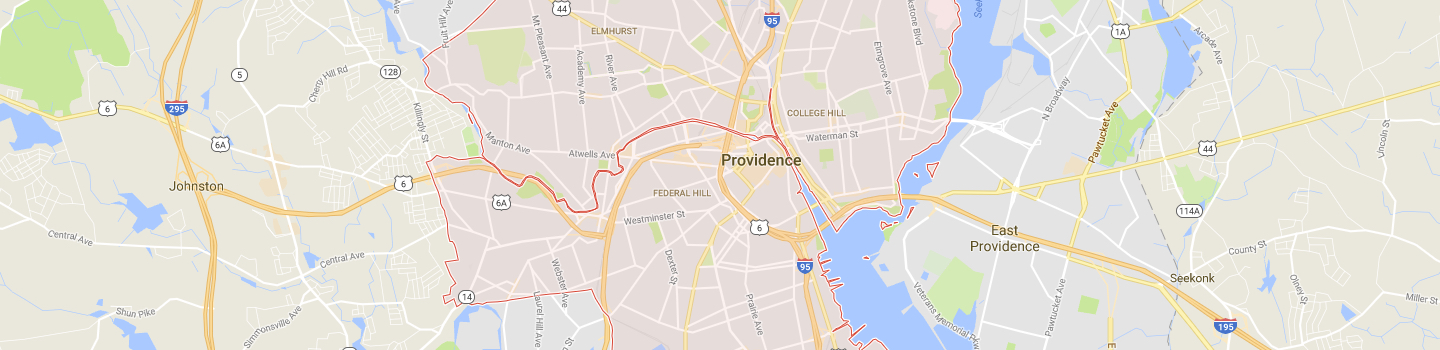 44
95
1A
Fruit Hill Ave
Mt Pleasant Ave
ELMHURST
Blvd
Arcade Ave
Academy Ave
River Ave
Elmgrove Ave
5
128
Cherry Hill Rd
6
295
Killingly St
N Broadway
COLLEGE HILL
Pawtucket Ave
Lincoln St
6A
Manton Ave
Atwells Ave
Waterman St
44
Providence
Johnston
6
6A
FEDERAL HILL
Westminster St
114A
6
East
Providence
Central Ave
County St
Central Ave
Dexter St
95
Webster Ave
Seekonk
Olney St
14
Laurel Hill Ave
Prairie Ave
Veterans Memorial Pkwy
Pawtucket Ave
Miller St
Shun Pike
Simonsville Ave
195
St
E